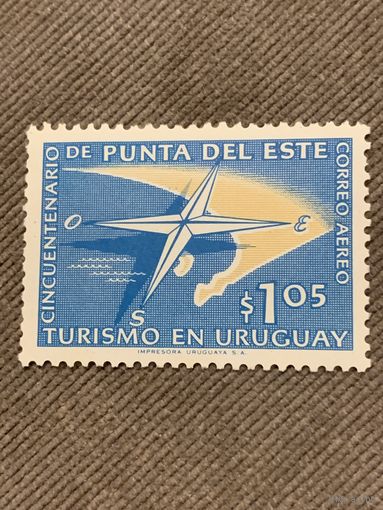 CINCUENTENARIO DE PUNTA DEL ESTE
CORREO AEREO
O
E
S
$1.05
TURISMO EN URUGUAY
IMPRESORA URUGUAYA S.A.